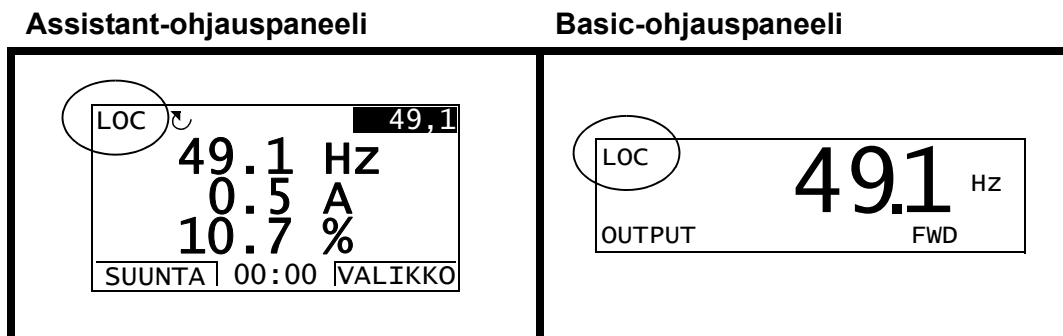 Assistant-ohjauspaneeli
Basic-ohjauspaneeli
LOC 49,1
49.1 Hz
0.5 A
10.7 %
SUUNTA 00:00 VALIKKO
LOC
49.1 Hz
OUTPUT FWD